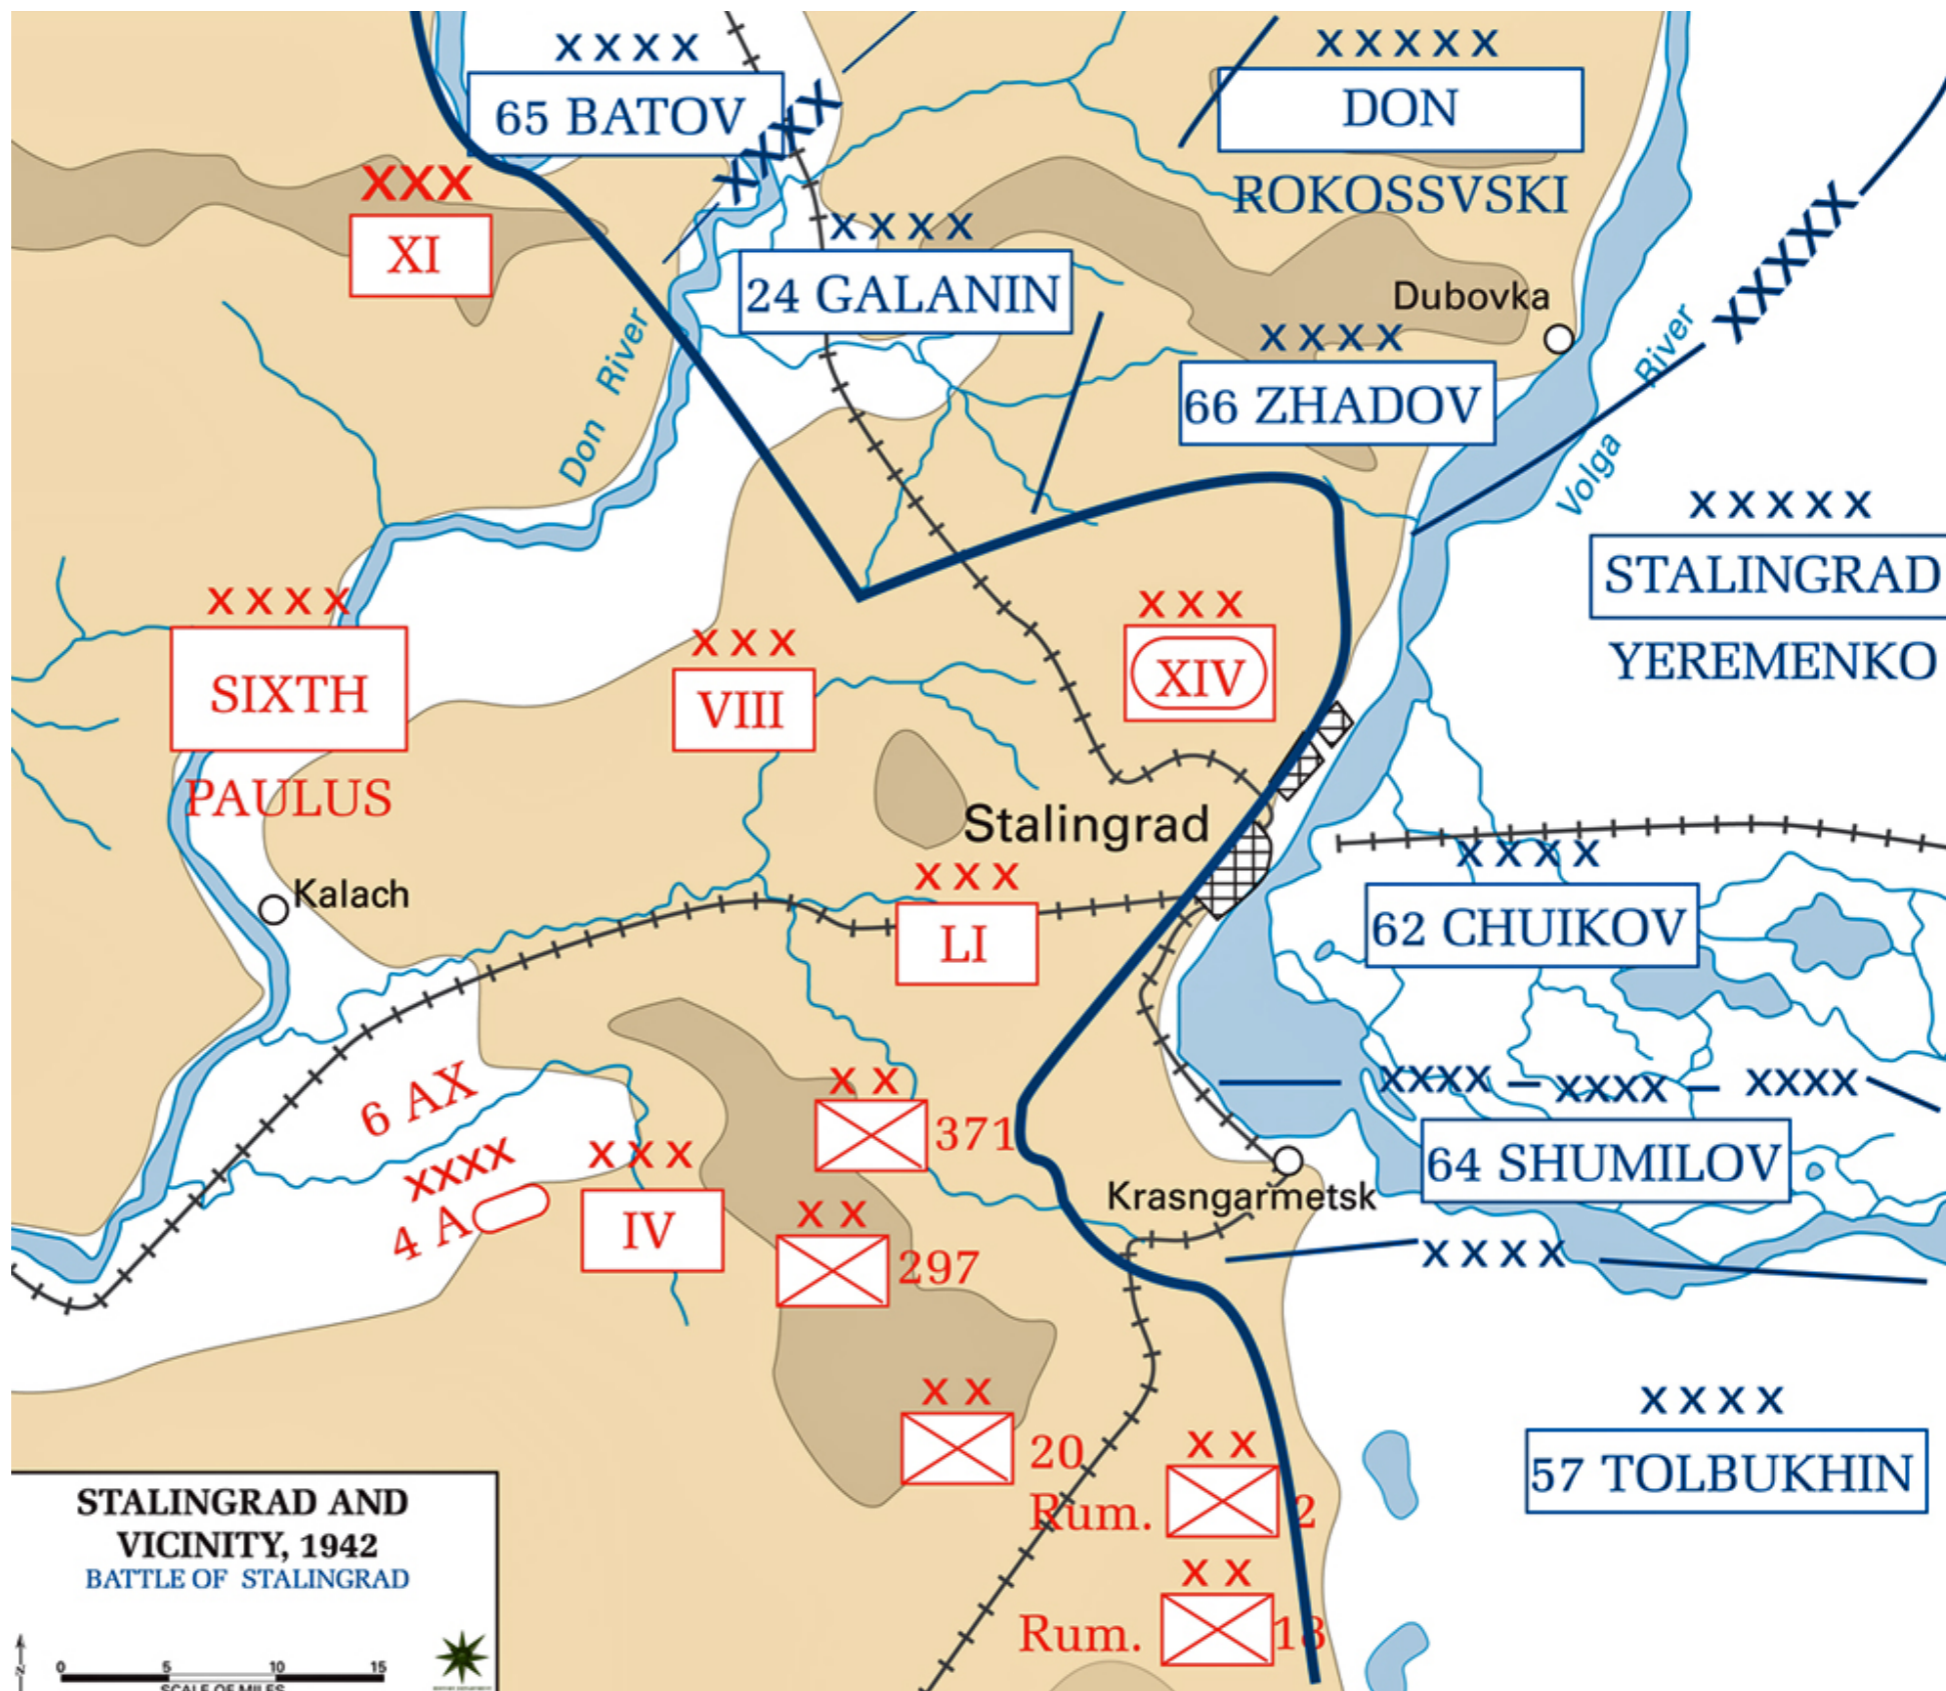 XXXX
65 BATOV
XXXX
XXXXX
DON
ROKOSSVSKI
XXX
XI
XXXX
24 GALANIN
Dubovka
XXXX
66 ZHADOV
XXXXX
Don River
Volga River
XXXXX
STALINGRAD
YEREMENKO
XXXX
SIXTH
PAULUS
XXX
VIII
XXX
XIV
Stalingrad
XXXX
62 CHUIKOV
Kalach
XXX
LI
XXXX
XXXX
XXXX
64 SHUMILOV
6 AX
XXXX
4 A
XXX
IV
XX
371
XX
297
Krasngarmetsk
XXXX
XX
20
XX
Rum.
2
XX
Rum.
18
XXXX
57 TOLBUKHIN
STALINGRAD AND
VICINITY, 1942
BATTLE OF STALINGRAD
N
0 5 10 15
SCALE OF MILES